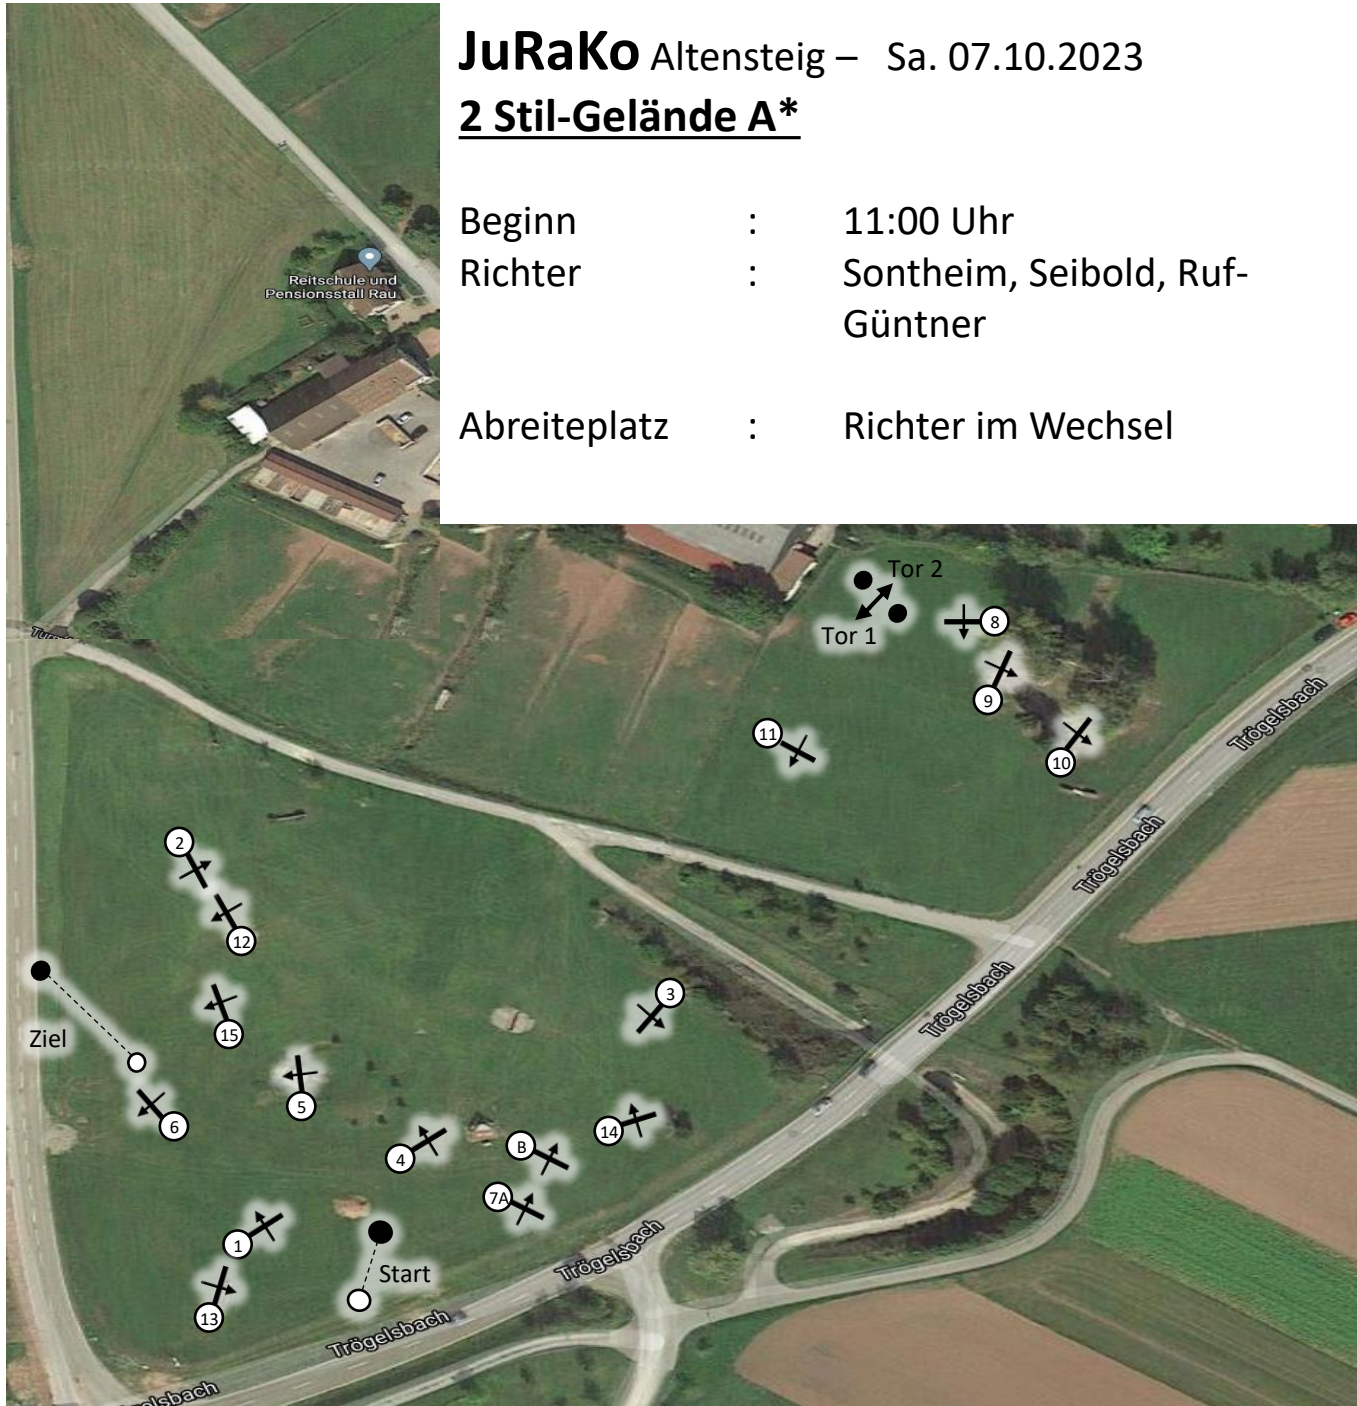 JuRaKo Altensteig – Sa. 07.10.2023
2 Stil-Gelände A*
Beginn : 11:00 Uhr
Richter : Sontheim, Seibold, Ruf-
Güntner
Abreiteplatz : Richter im Wechsel
Reitschule und
Pensionsstall Rau
Tor 2
Tor 1
8
9
11
10
Trögelsbach
Trögelsbach
Trögelsbach
2
12
3
Ziel
15
5
6
14
4
B
7A
1
Start
13
Trögelsbach
Trögelsbach